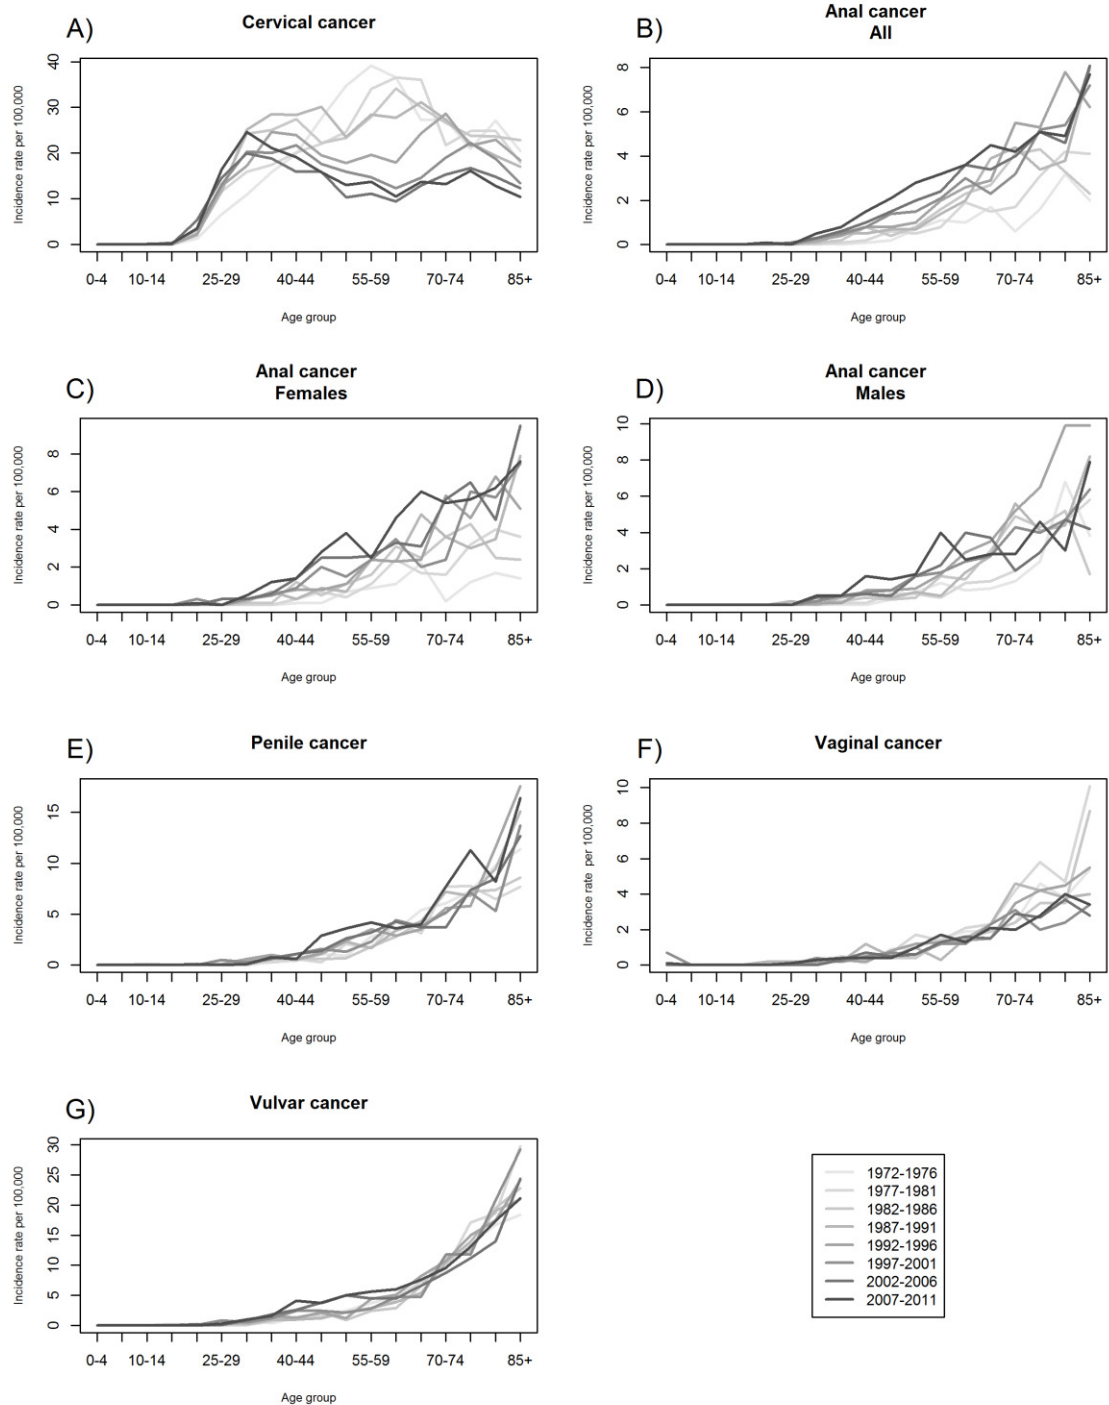 A)
Cervical cancer
Incidence rate per 100,000
0 10 20 30 40
0-4 10-14 25-29 40-44 55-59 70-74 85+
Age group
B)
Anal cancer
All
Incidence rate per 100,000
0 2 4 6 8
0-4 10-14 25-29 40-44 55-59 70-74 85+
Age group
C)
Anal cancer
Females
Incidence rate per 100,000
0 2 4 6 8
0-4 10-14 25-29 40-44 55-59 70-74 85+
Age group
D)
Anal cancer
Males
Incidence rate per 100,000
0 2 4 6 8 10
0-4 10-14 25-29 40-44 55-59 70-74 85+
Age group
E)
Penile cancer
Incidence rate per 100,000
0 5 10 15
0-4 10-14 25-29 40-44 55-59 70-74 85+
Age group
F)
Vaginal cancer
Incidence rate per 100,000
0 2 4 6 8 10
0-4 10-14 25-29 40-44 55-59 70-74 85+
Age group
G)
Vulvar cancer
Incidence rate per 100,000
0 5 10 15 20 25 30
0-4 10-14 25-29 40-44 55-59 70-74 85+
Age group
1972-1976
1977-1981
1982-1986
1987-1991
1992-1996
1997-2001
2002-2006
2007-2011